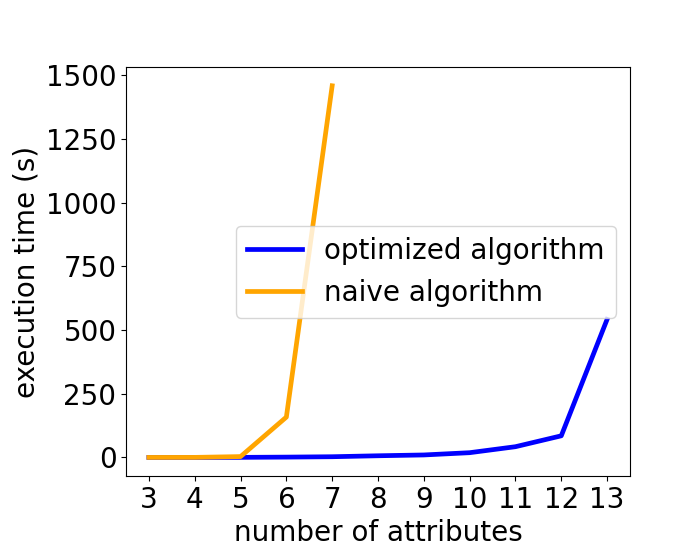 1500
1250
1000
750
500
250
0
execution time (s)
optimized algorithm
naive algorithm
3 4 5 6 7 8 9 10 11 12 13
number of attributes